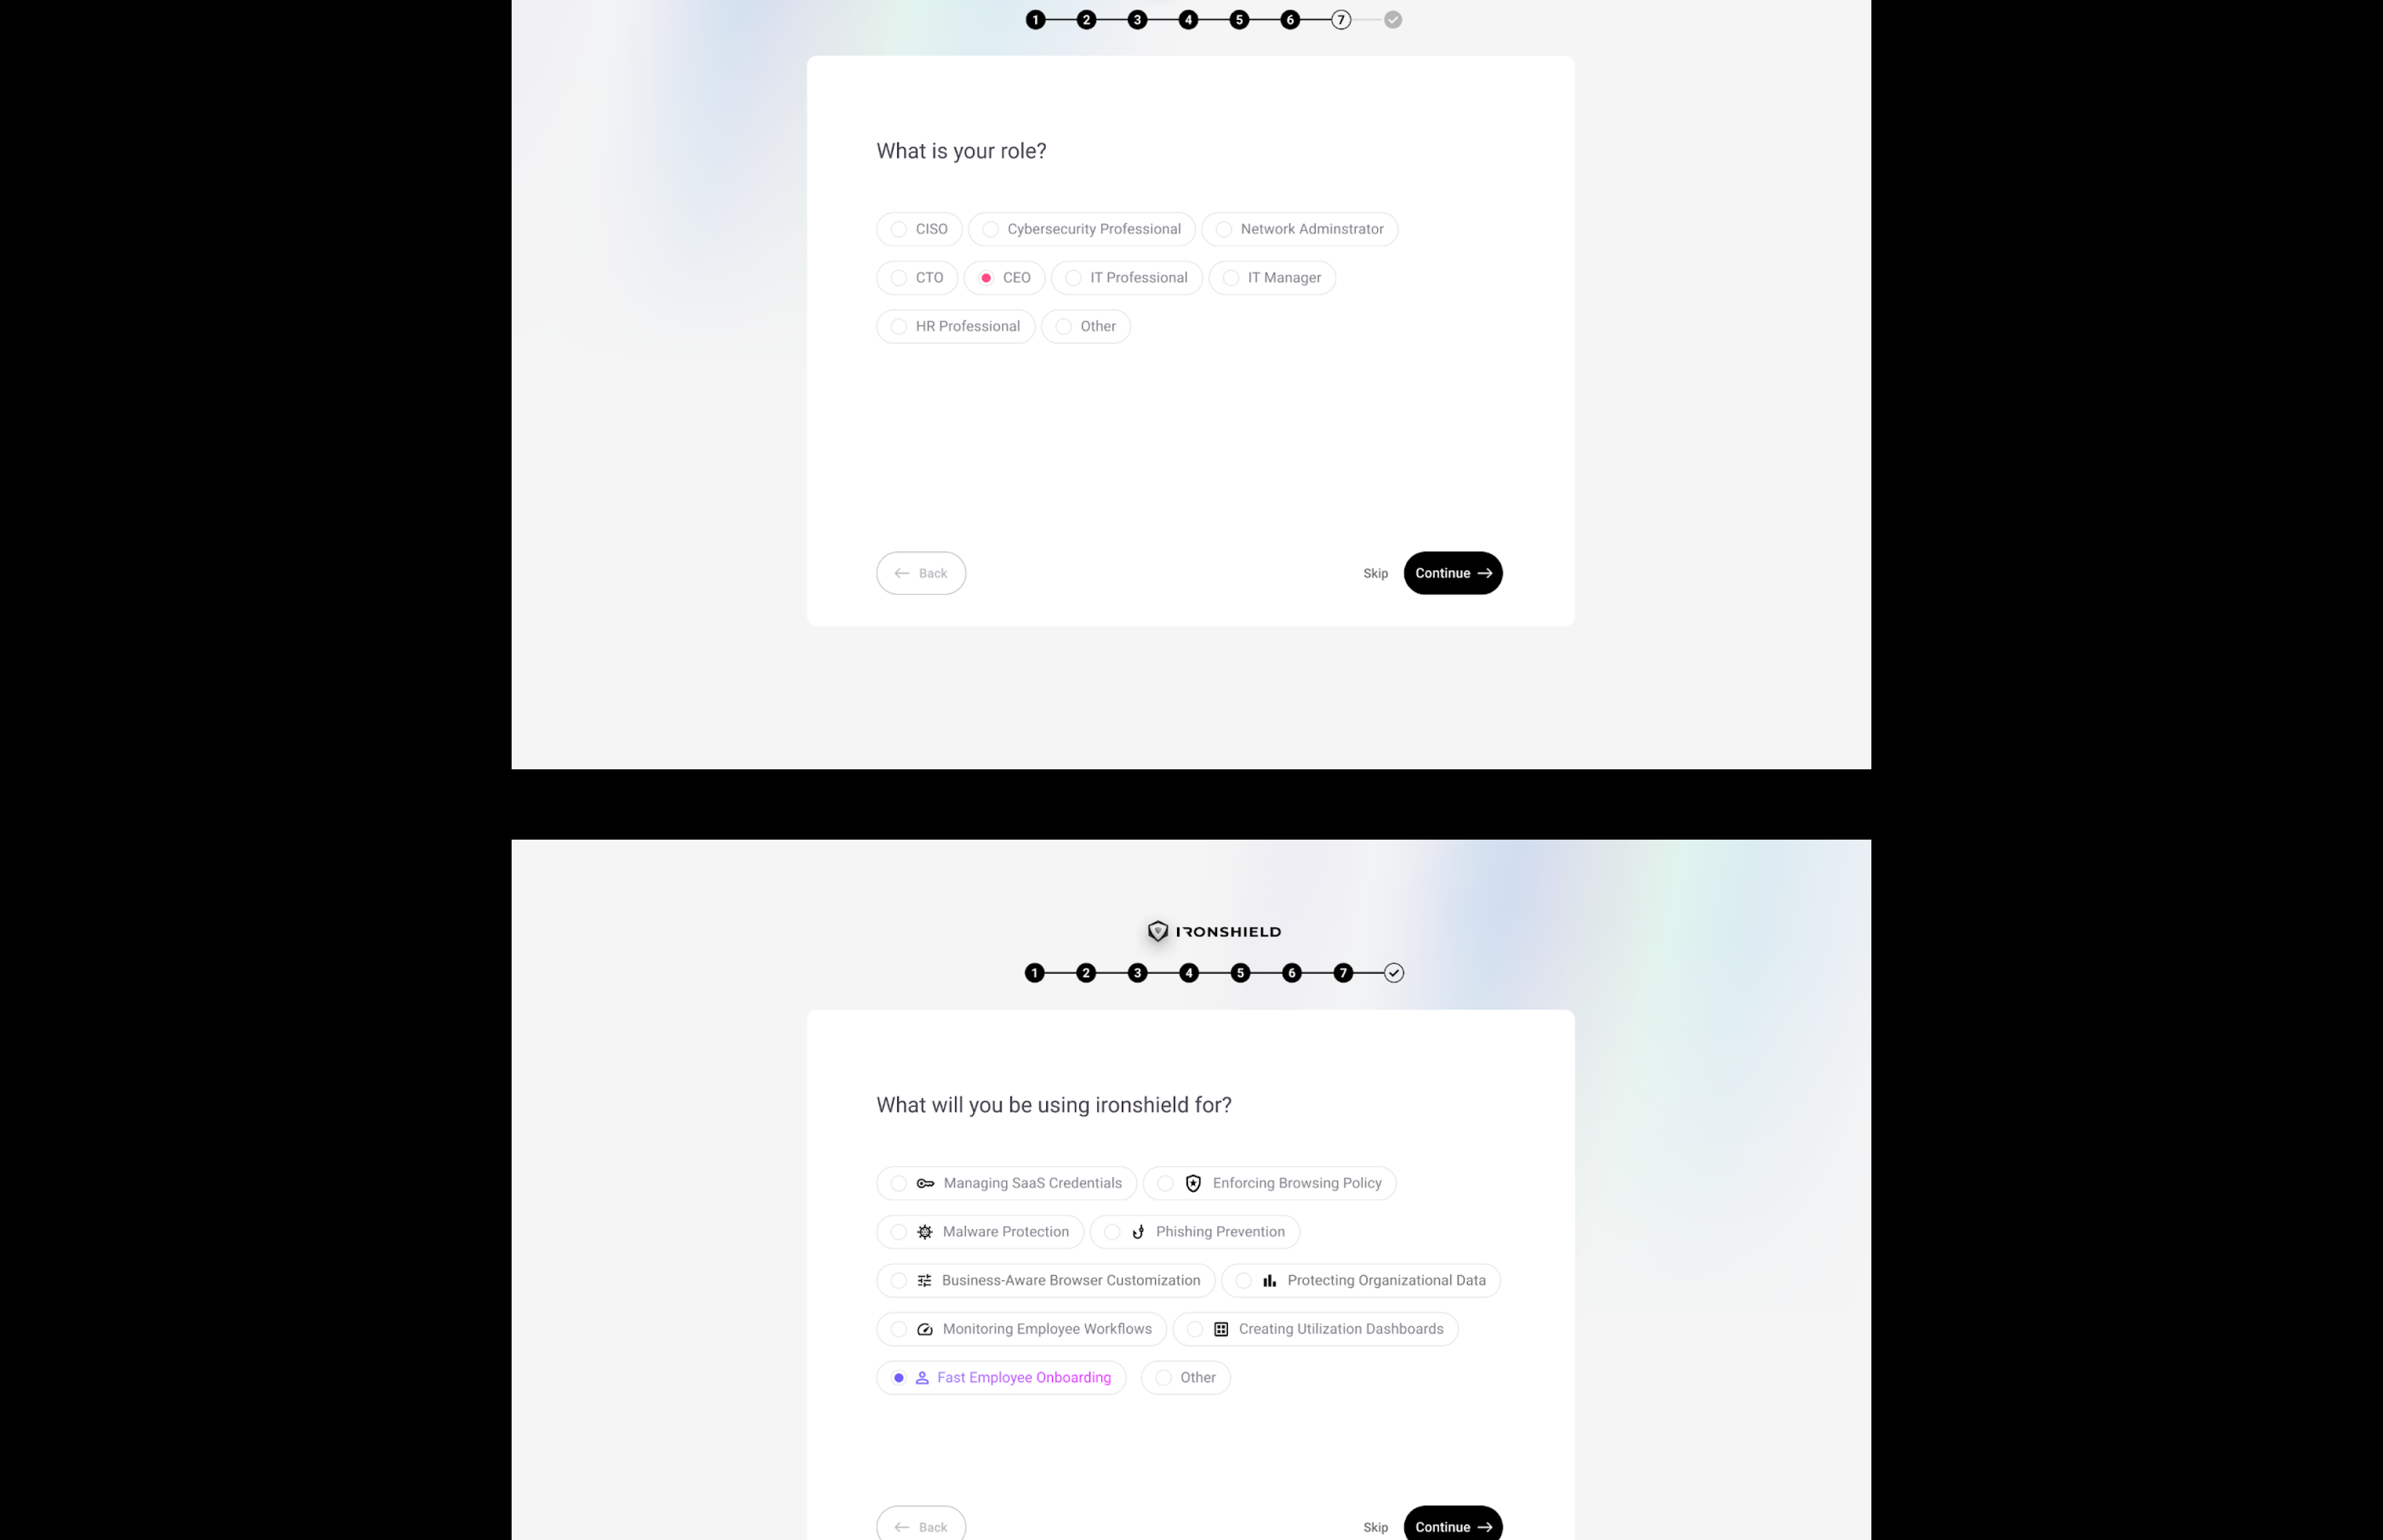 1 2 3 4 5 6 7
What is your role?
CISO Cybersecurity Professional Network Adminstrator
CTO CEO IT Professional IT Manager
HR Professional Other
Back Skip Continue
IRONSHIELD
1 2 3 4 5 6 7
What will you be using ironshield for?
Managing SaaS Credentials Enforcing Browsing Policy
Malware Protection Phishing Prevention
Business-Aware Browser Customization Protecting Organizational Data
Monitoring Employee Workflows Creating Utilization Dashboards
Fast Employee Onboarding Other
Back Skip Continue